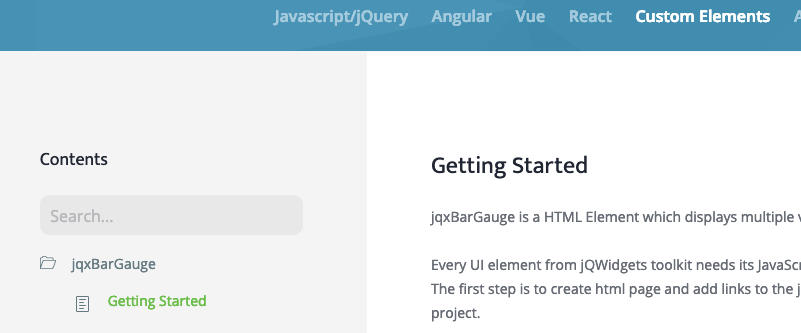 Javascript/jQuery Angular Vue React Custom Elements
Contents
Search...
jqxBarGauge
Getting Started
Getting Started
jqxBarGauge is a HTML Element which displays multiple
Every UI element from jQWidgets toolkit needs its
The first step is to create html page and add links to the
project.